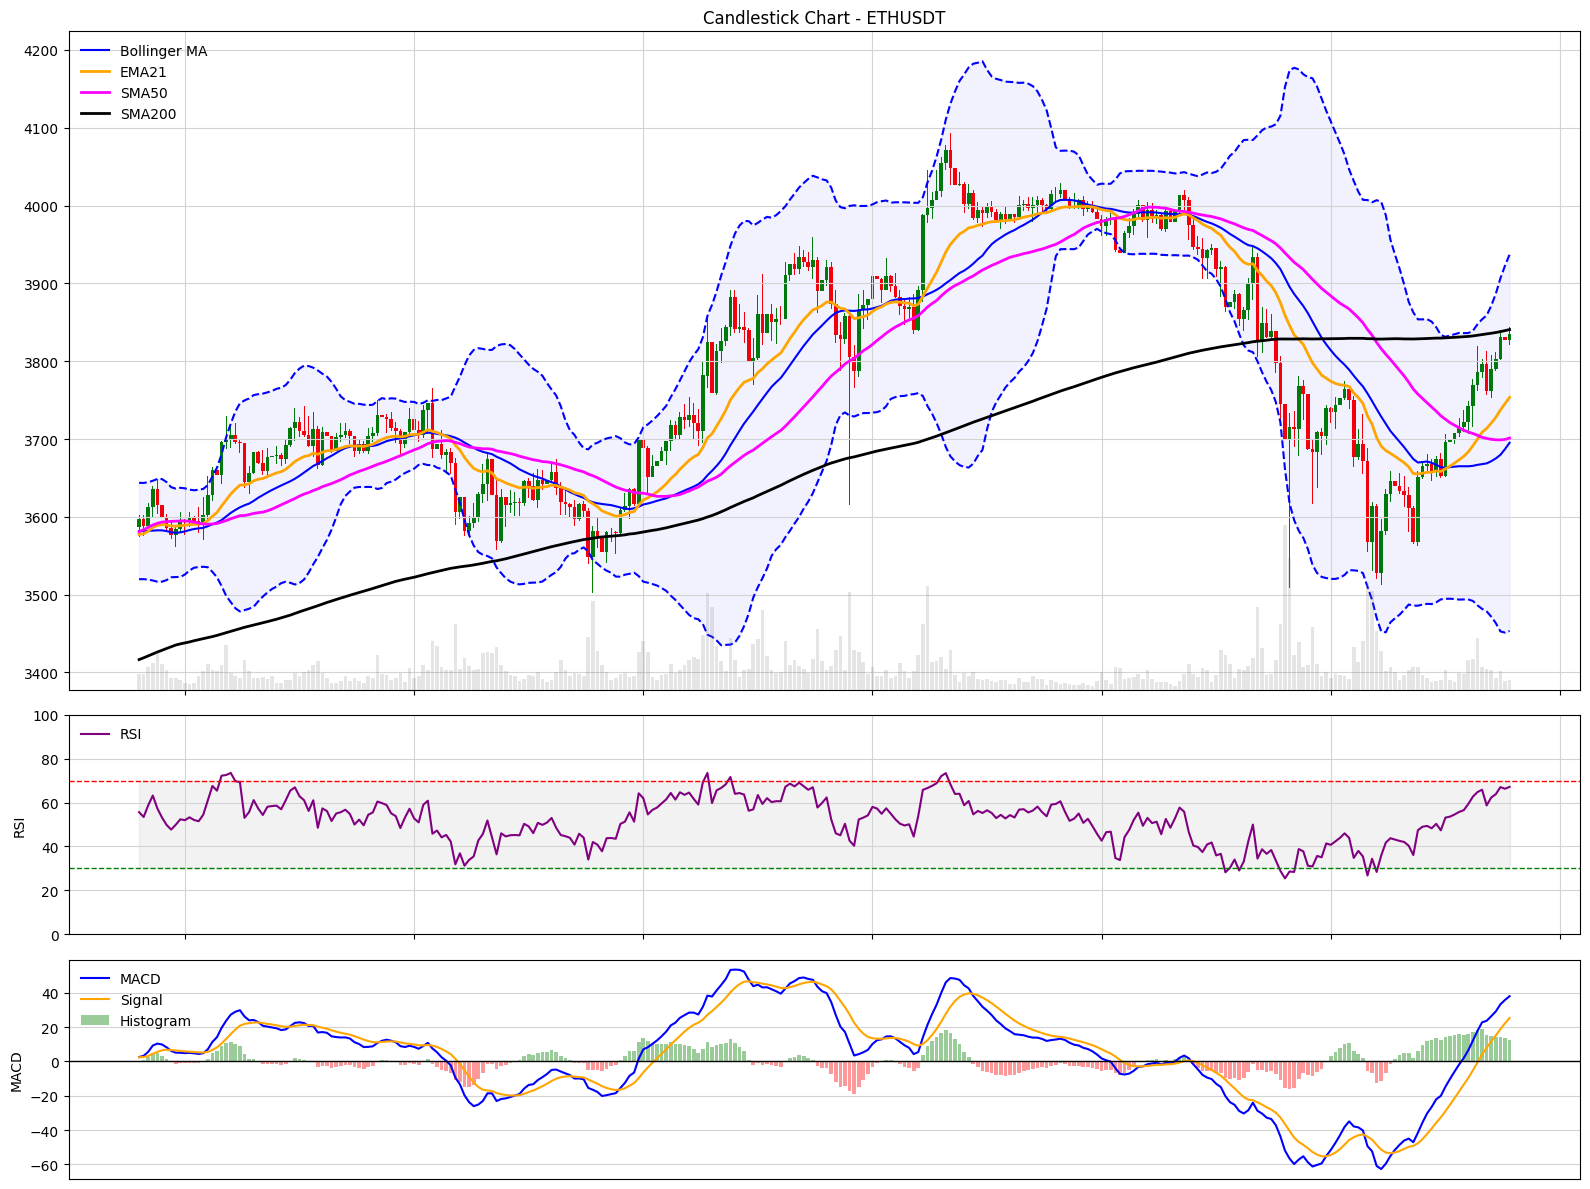 Candlestick Chart - ETHUSDT
Bollinger MA
EMA21
SMA50
SMA200
4200
4100
4000
3900
3800
3700
3600
3500
3400
RSI
100
80
60
40
20
0
RSI
MACD
Signal
Histogram
40
20
0
−20
−40
−60
MACD